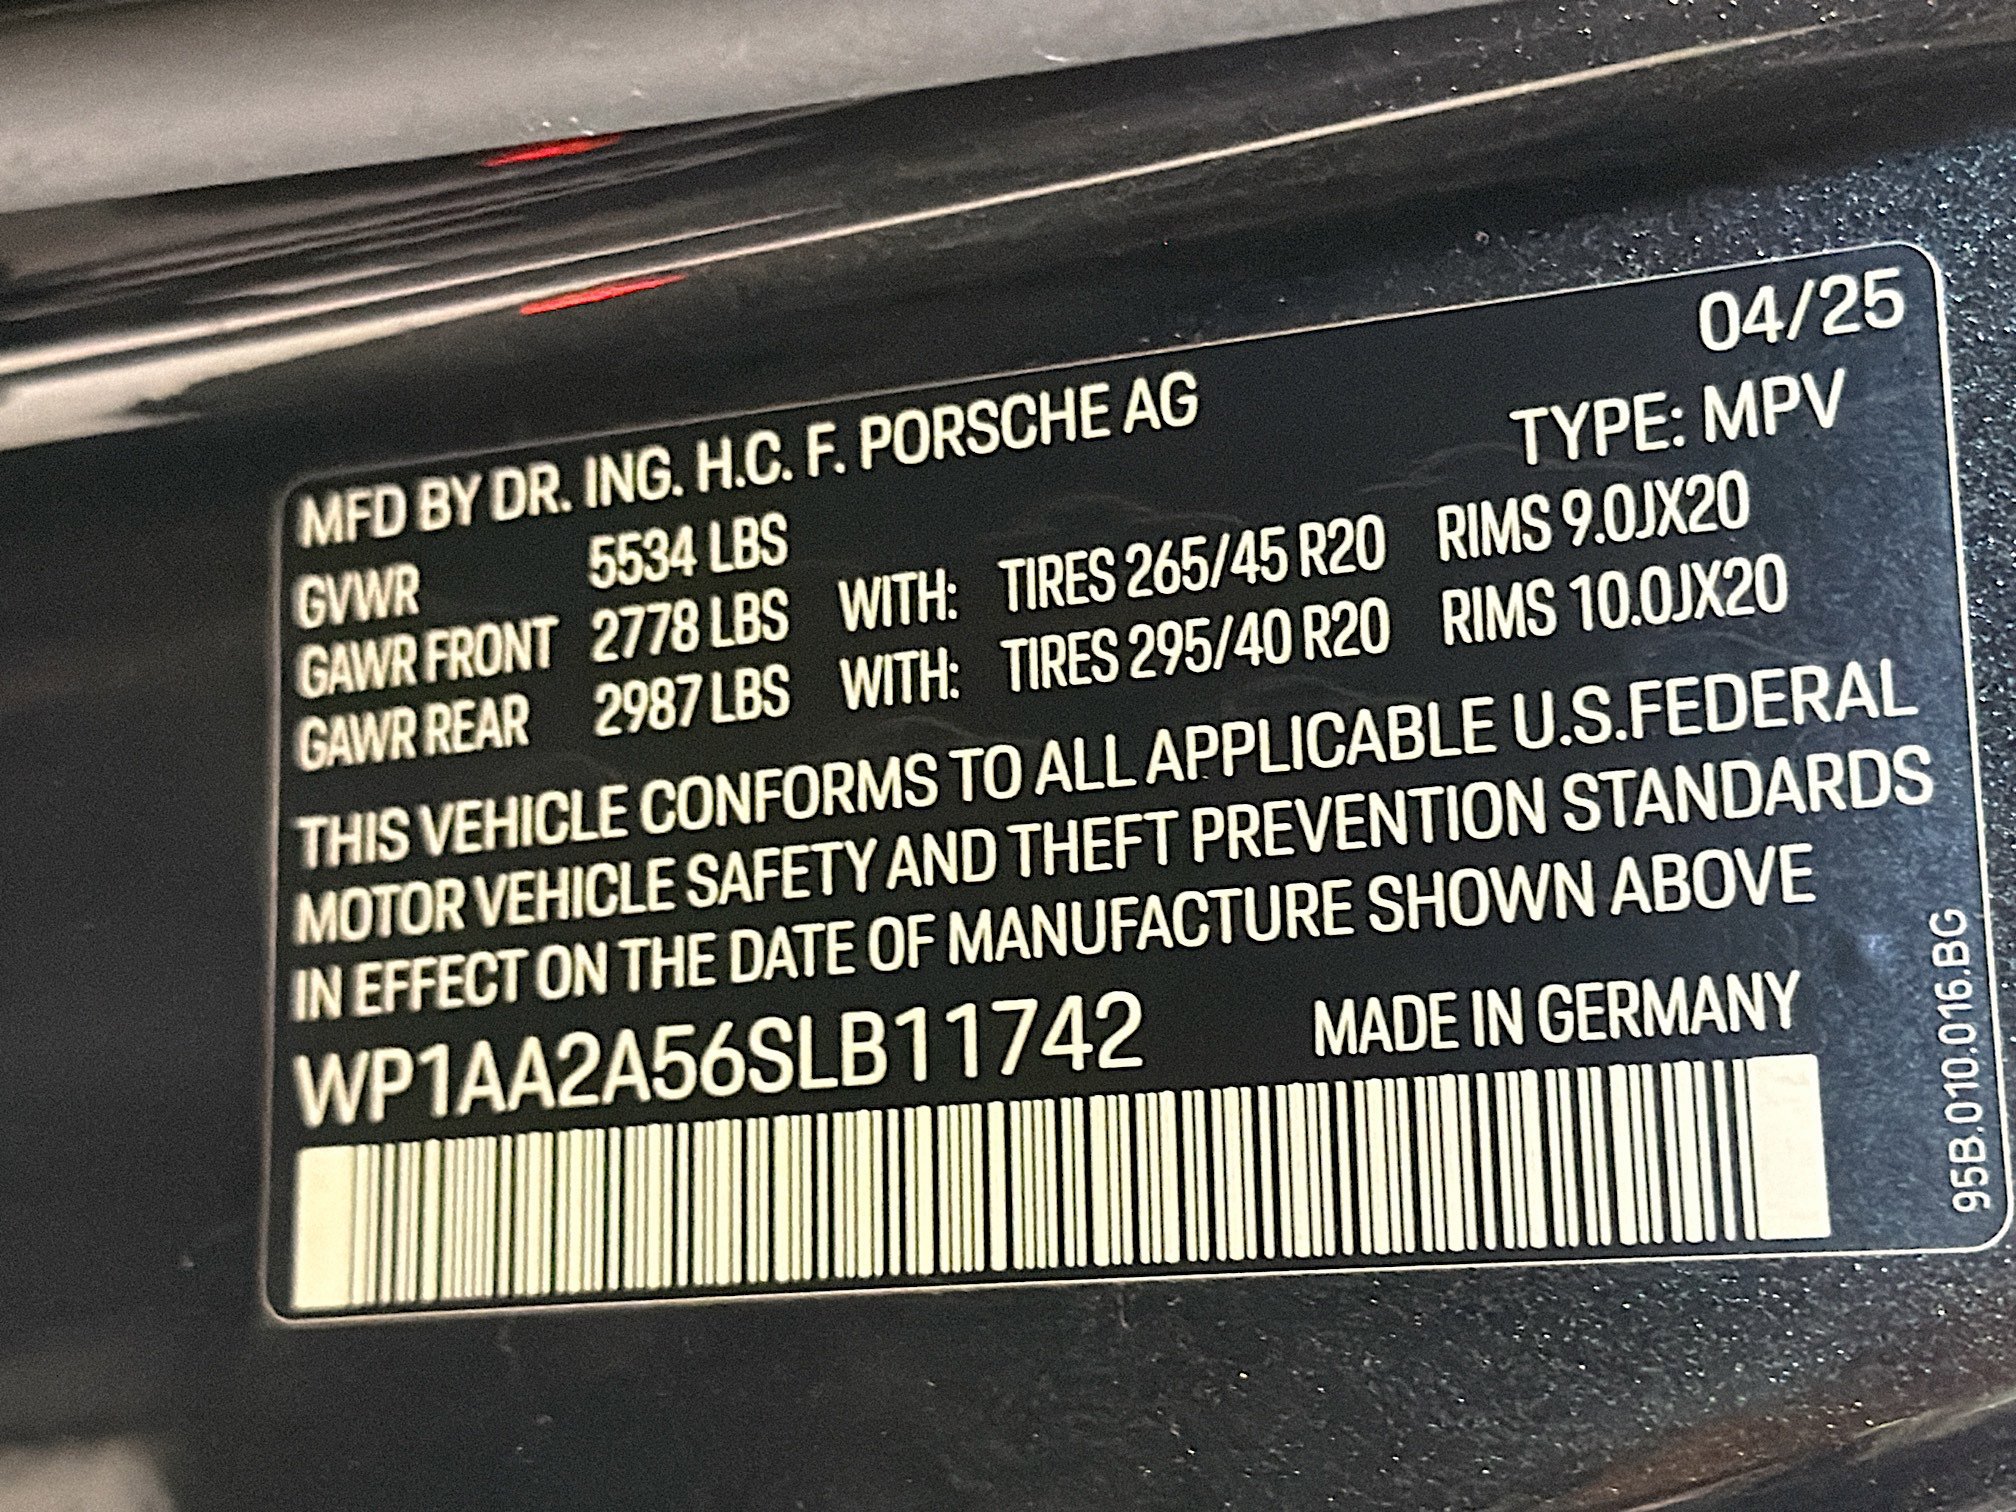 04/25
MFD BY DR. ING. H.C. F. PORSCHE AG
TYPE: MPV
GVWR 5534 LBS
GAWR FRONT 2778 LBS WITH: TIRES 265/45 R20 RIMS 9.0JX20
GAWR REAR 2987 LBS WITH: TIRES 295/40 R20 RIMS 10.0JX20
THIS VEHICLE CONFORMS TO ALL APPLICABLE U.S.FEDERAL
MOTOR VEHICLE SAFETY AND THEFT PREVENTION STANDARDS
IN EFFECT ON THE DATE OF MANUFACTURE SHOWN ABOVE
WP1AA2A56SLB11742 MADE IN GERMANY
95B.010.016.BG